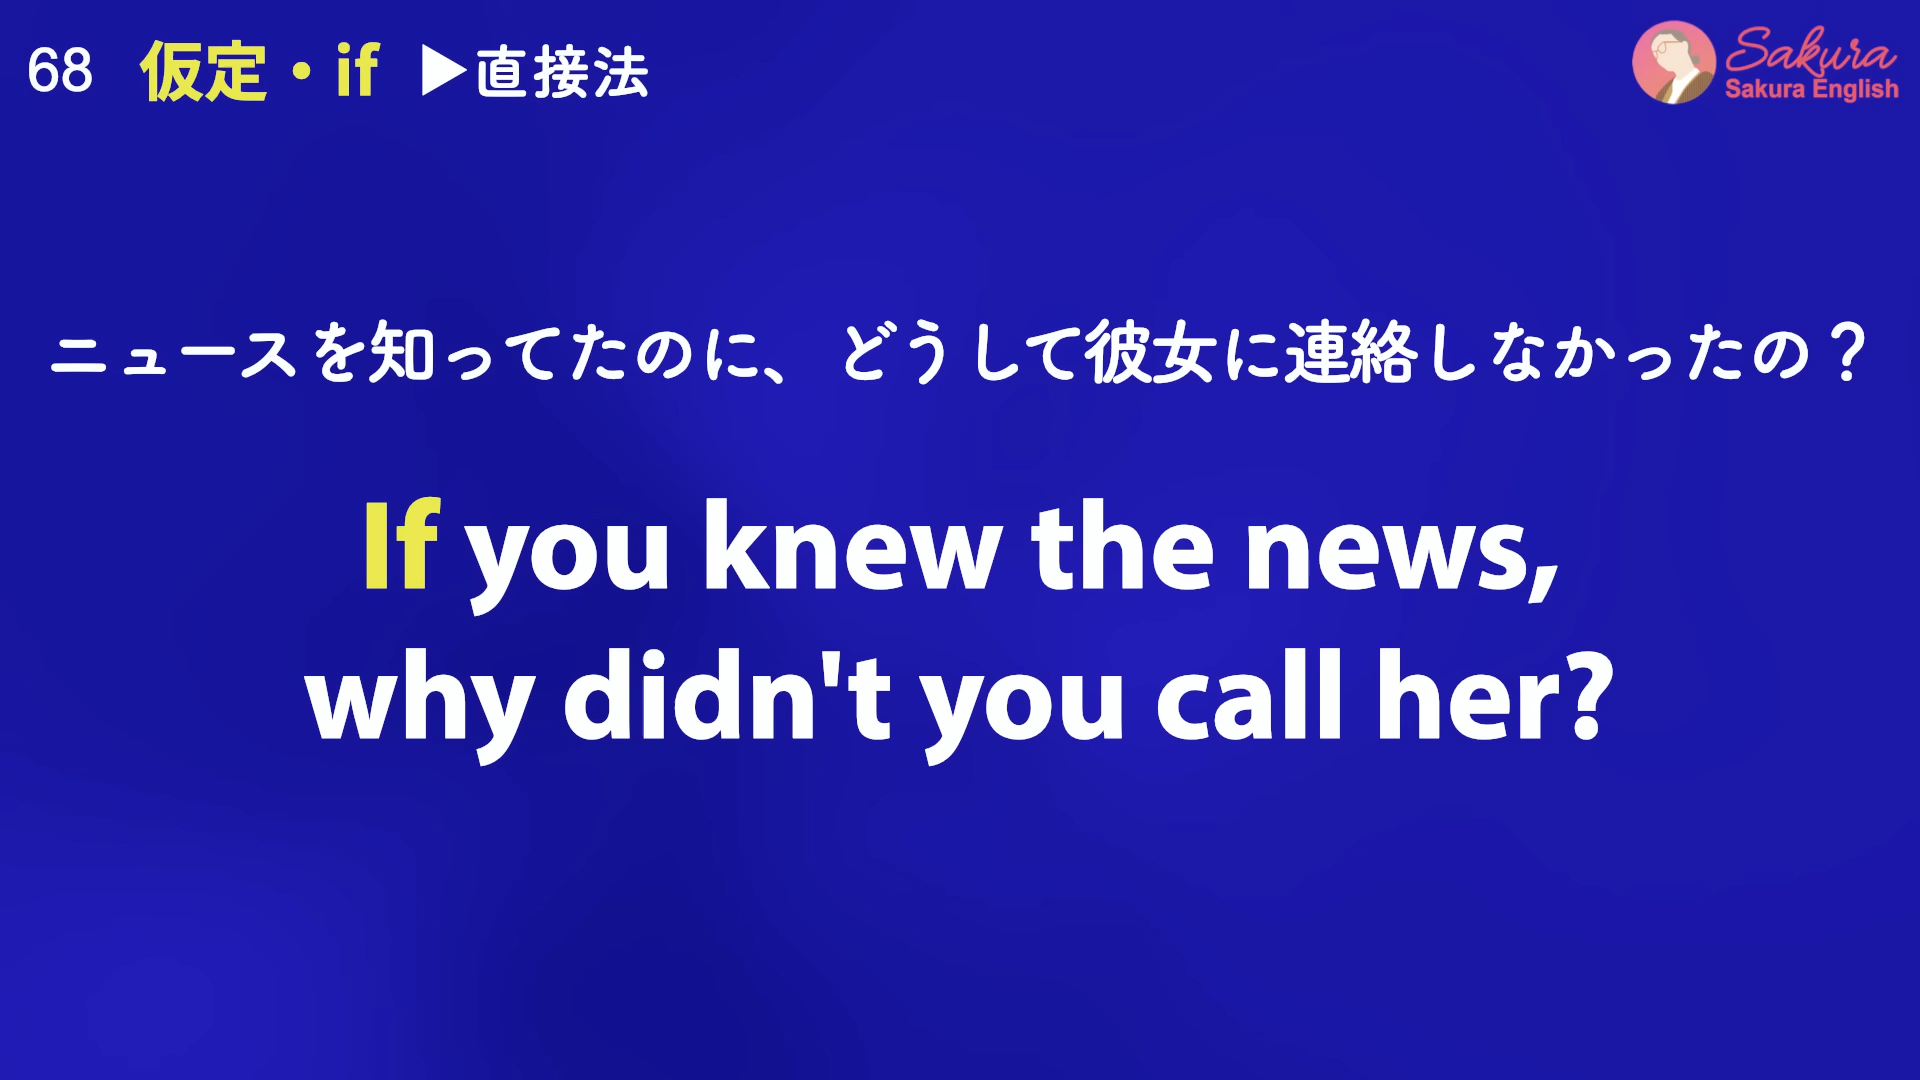 68 仮定・if ▶直接法
Sakura
Sakura English
ニュースを知ってたのに、どうして彼女に連絡しなかったの？
If you knew the news,
why didn't you call her?